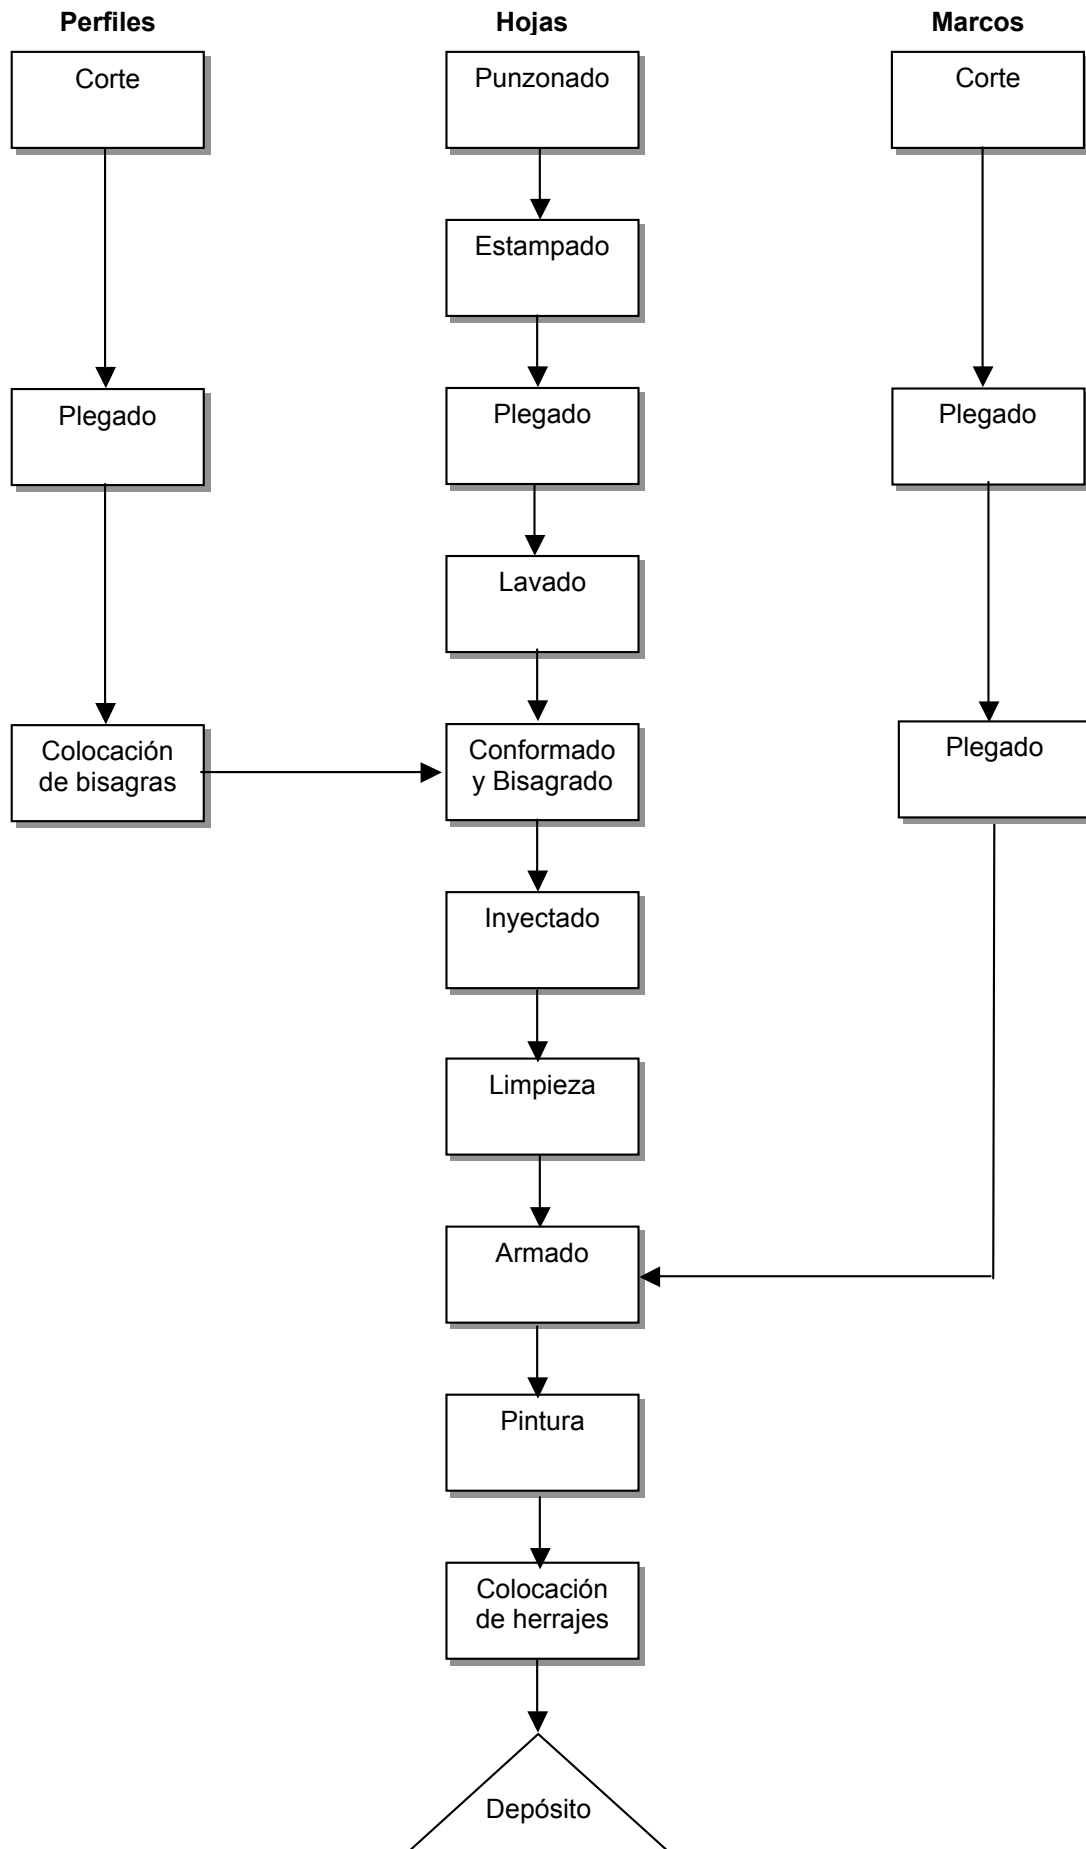 Perfiles
Hojas
Marcos
Corte
Punzonado
Corte
Estampado
Plegado
Plegado
Plegado
Lavado
Colocación
de bisagras
Conformado
y Bisagrado
Plegado
Inyectado
Limpieza
Armado
Pintura
Colocación
de herrajes
Depósito